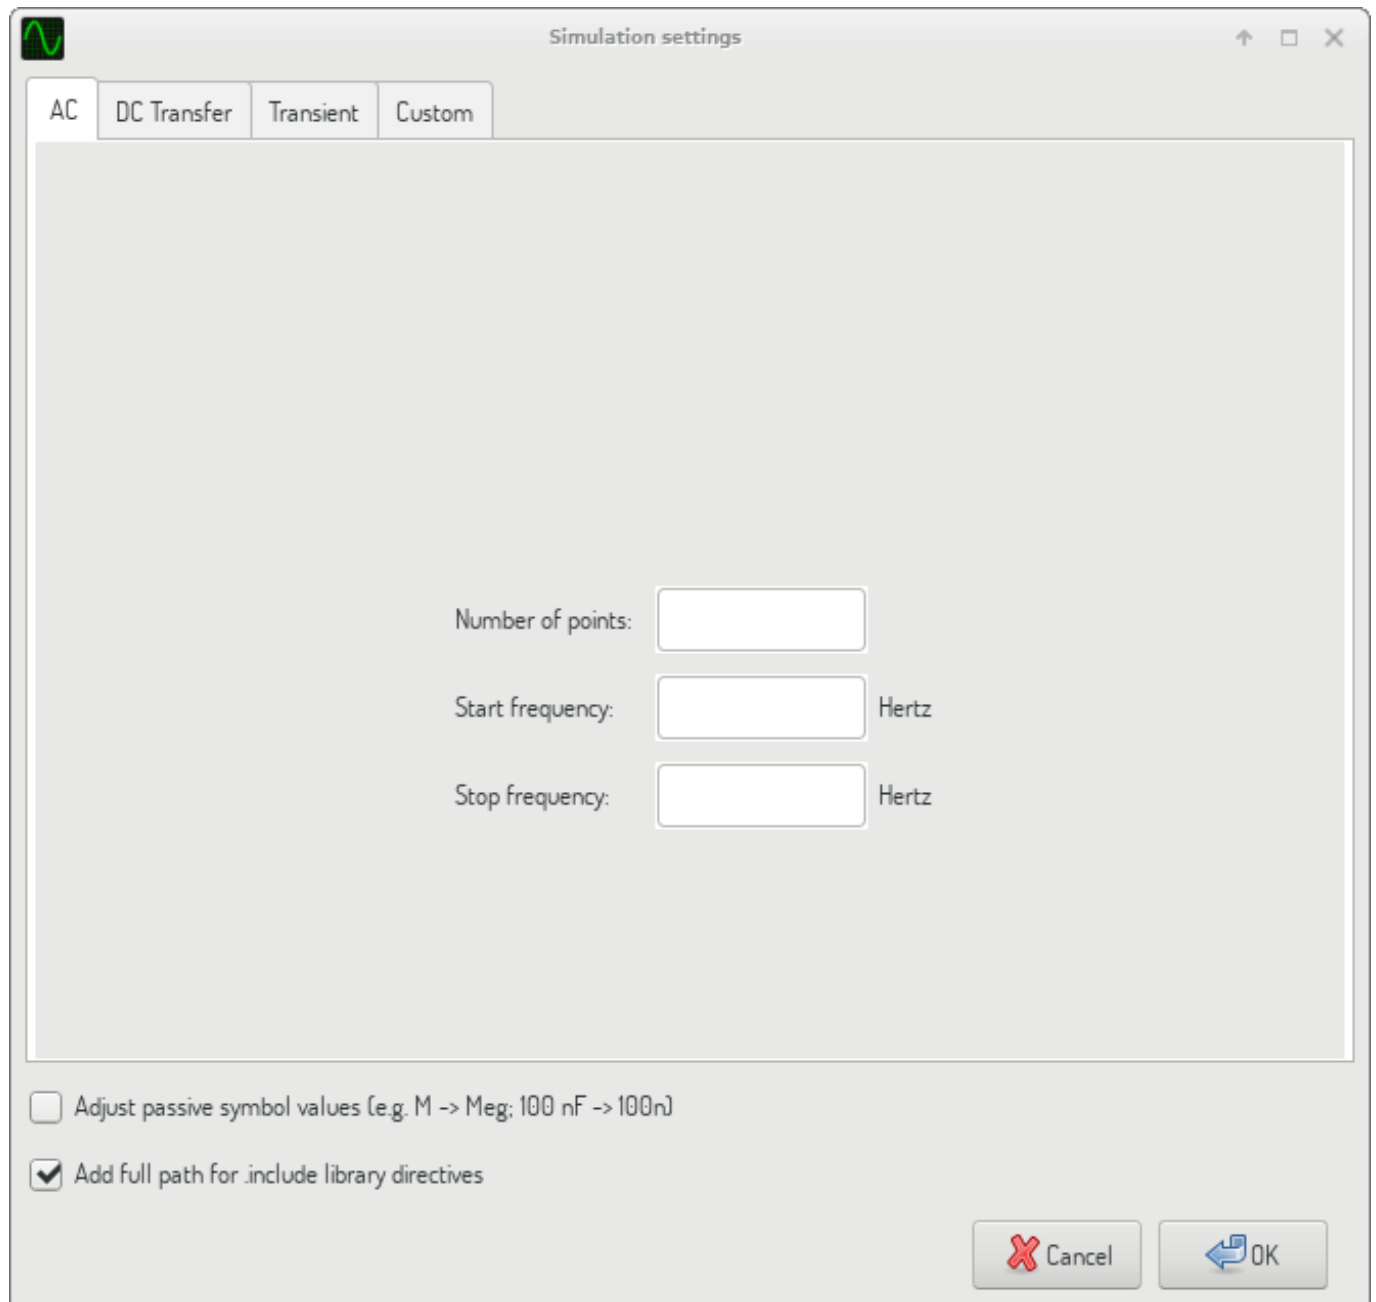 Simulation settings
AC DC Transfer Transient Custom
Number of points:
Start frequency: Hertz
Stop frequency: Hertz
Adjust passive symbol values (e.g. M -> Meg; 100 nF -> 100n)
Add full path for .include library directives
Cancel OK